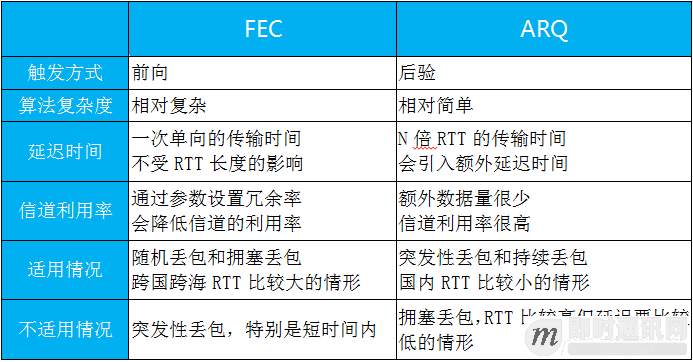 FEC ARQ
触发方式 前向 后验
算法复杂度 相对复杂 相对简单
延迟时间 一次单向的传输时间 N 倍 RTT 的传输时间
不受 RTT 长度的影响 会引入额外延迟时间
信道利用率 通过参数设置冗余率 额外数据量很少
会降低信道的利用率 信道利用率很高
适用情况 随机丢包和拥塞丢包 突发性丢包和持续丢包
跨国跨海 RTT 比较大的情形 国内 RTT 比较小的情形
不适用情况 突发性丢包，特别是短时间内 拥塞丢包，RTT 比较高但延迟要比较
低的情形
即时通讯网